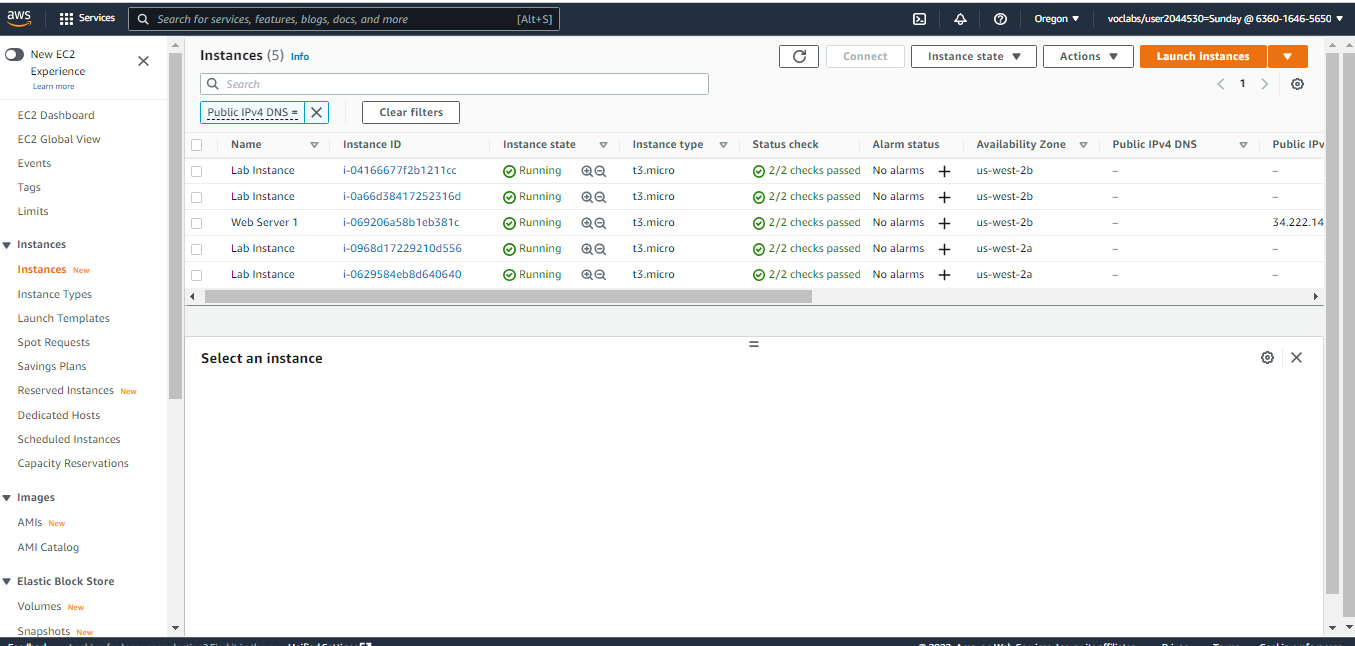 aws Services Search for services, features, blogs, docs, and more [Alt+S] Oregon ▼ voclabs/user2044530=Sunday @ 6360-1646-5650 ▼
New EC2
Experience
Learn more
EC2 Dashboard
EC2 Global View
Events
Tags
Limits
Instances
Instances New
Instance Types
Launch Templates
Spot Requests
Savings Plans
Reserved Instances New
Dedicated Hosts
Scheduled Instances
Capacity Reservations
Images
AMIs New
AMI Catalog
Elastic Block Store
Volumes New
Snapshots New
Instances (5) Info Connect Instance state ▼ Actions ▼ Launch instances ▼
Search
1
Public IPv4 DNS = Clear filters
Name Instance ID Instance state Instance type Status check Alarm status Availability Zone Public IPv4 DNS Public IPv
Lab Instance i-04166677f2b1211cc Running t3.micro 2/2 checks passed No alarms + us-west-2b – –
Lab Instance i-0a66d38417252316d Running t3.micro 2/2 checks passed No alarms + us-west-2b – –
Web Server 1 i-069206a58b1eb381c Running t3.micro 2/2 checks passed No alarms + us-west-2b – 34.222.14
Lab Instance i-0968d17229210d556 Running t3.micro 2/2 checks passed No alarms + us-west-2a – –
Lab Instance i-0629584eb8d640640 Running t3.micro 2/2 checks passed No alarms + us-west-2a – –
Select an instance